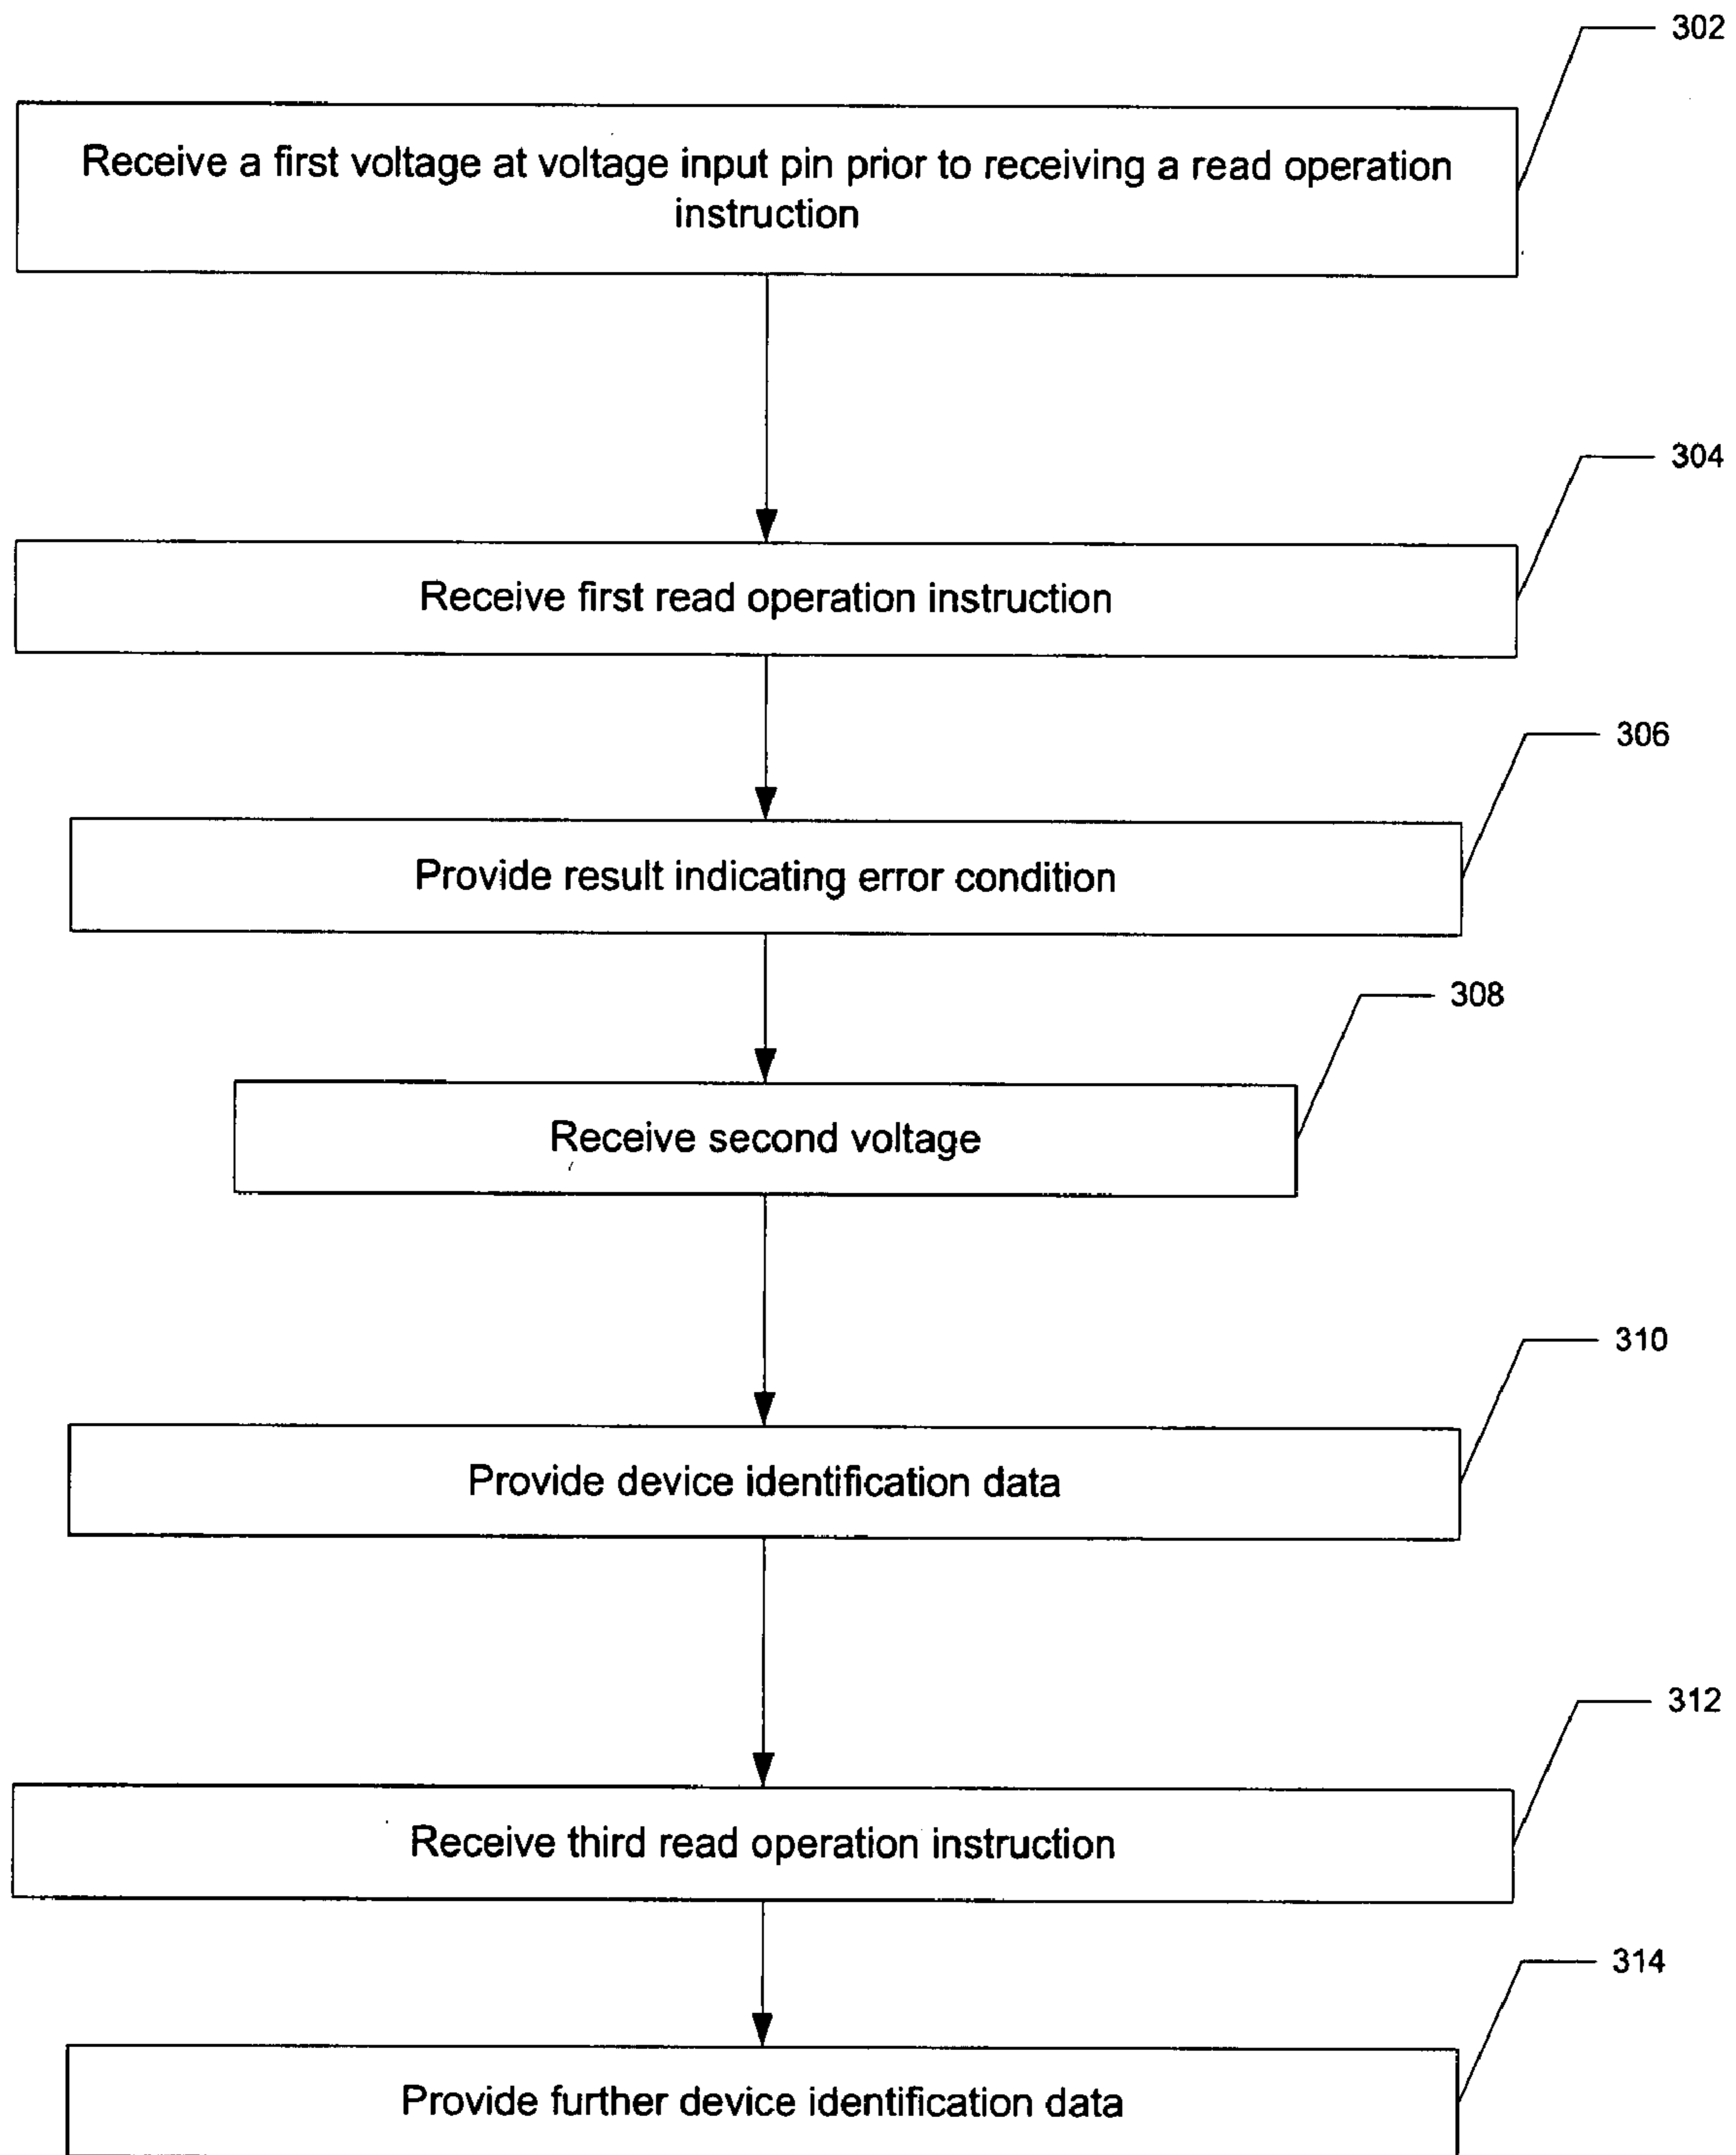 302
Receive a first voltage at voltage input pin prior to receiving a read operation
instruction
304
Receive first read operation instruction
306
Provide result indicating error condition
308
Receive second voltage
310
Provide device identification data
312
Receive third read operation instruction
314
Provide further device identification data